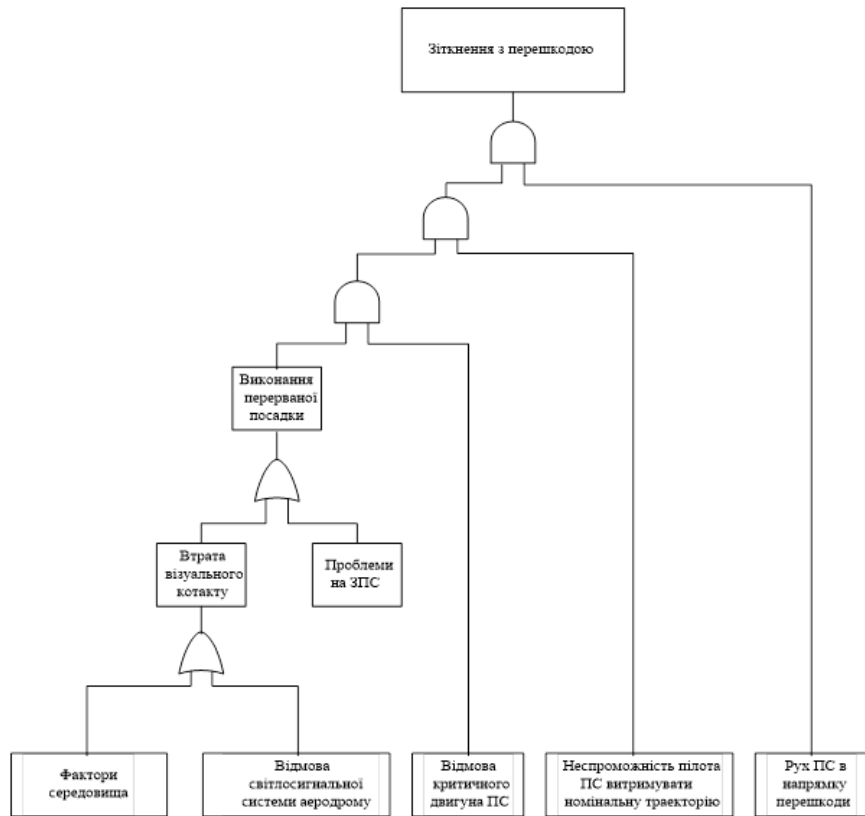 Зіткнення з перешкодою
Виконання
перерваної
посадки
Втрата
візуального
котакту
Проблеми
на ЗПС
Фактори
середовища
Відмова
світлосигнальної
системи аеродрому
Відмова
критичного
двигуна ПС
Неспроможність пілота
ПС витримувати
номінальну траекторію
Рух ПС в
напрямку
перешкоди